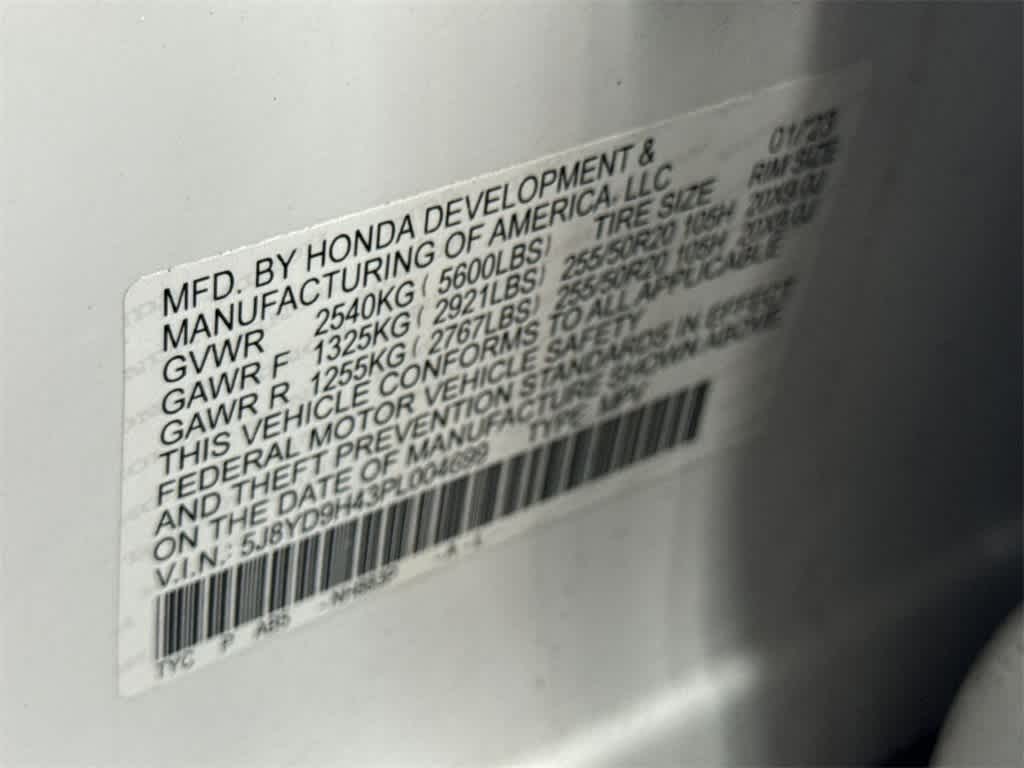 01/'23
MFD. BY HONDA DEVELOPMENT &
MANUFACTURING OF AMERICA, LLC RIM SIZE
GVWR 2540KG ( 5600LBS) TIRE SIZE 20X9.0J
GAWR F 1325KG ( 2921LBS) 255/50R20 105H 20X9.0J
GAWR R 1255KG ( 2767LBS) 255/50R20 105H
THIS VEHICLE CONFORMS TO ALL APPLICABLE
FEDERAL MOTOR VEHICLE SAFETY
AND THEFT PREVENTION STANDARDS IN EFFECT
ON THE DATE OF MANUFACTURE SHOWN ABOVE
V.I.N.: 5J8YD9H43PL004699 TYPE: MPV
TYC P AB5 -A -1